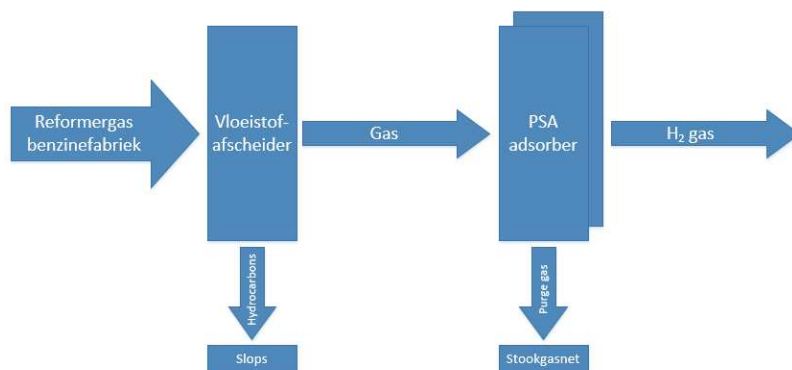 Reformergas
benzinefabriek
Vloeistof-
afscheider
Gas
PSA
adsorber
H₂ gas
Hydrocarbons
Purge gas
Slops
Stookgasnet